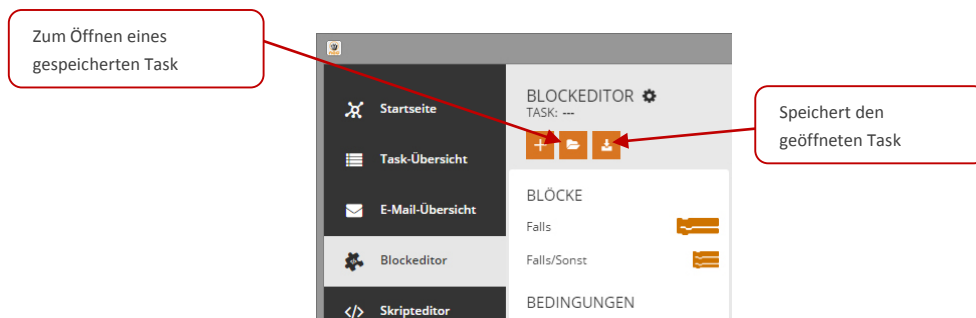 Zum Öffnen eines
gespeicherten Task
Startseite
Task-Übersicht
E-Mail-Übersicht
Blockeditor
Skripteditor
BLOCKEDITOR
TASK: ---
BLÖCKE
Falls
Falls/Sonst
BEDINGUNGEN
Speichert den
geöffneten Task